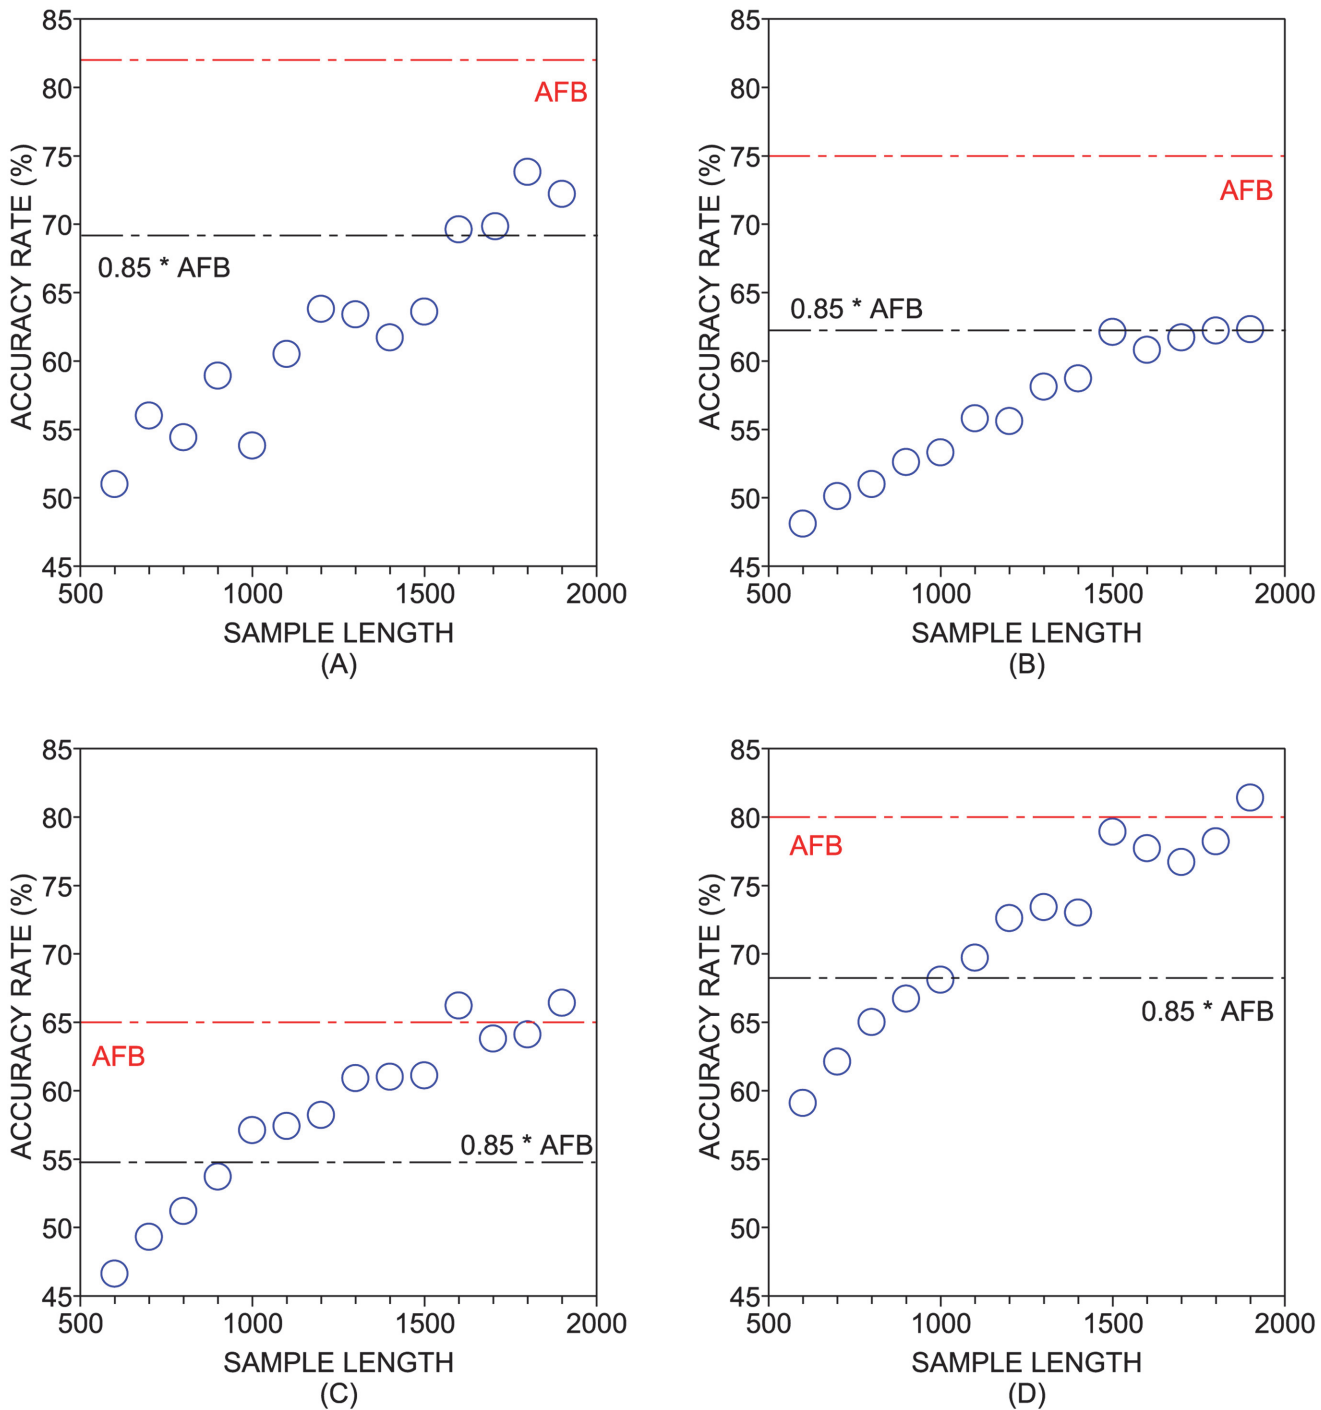 85
80
75
70
65
60
55
50
45
ACCURACY RATE (%)
AFB
0.85 * AFB
500
1000
1500
2000
SAMPLE LENGTH
(A)
85
80
75
70
65
60
55
50
45
ACCURACY RATE (%)
AFB
0.85 * AFB
500
1000
1500
2000
SAMPLE LENGTH
(B)
85
80
75
70
65
60
55
50
45
ACCURACY RATE (%)
AFB
0.85 * AFB
500
1000
1500
2000
SAMPLE LENGTH
(C)
85
80
75
70
65
60
55
50
45
ACCURACY RATE (%)
AFB
0.85 * AFB
500
1000
1500
2000
SAMPLE LENGTH
(D)